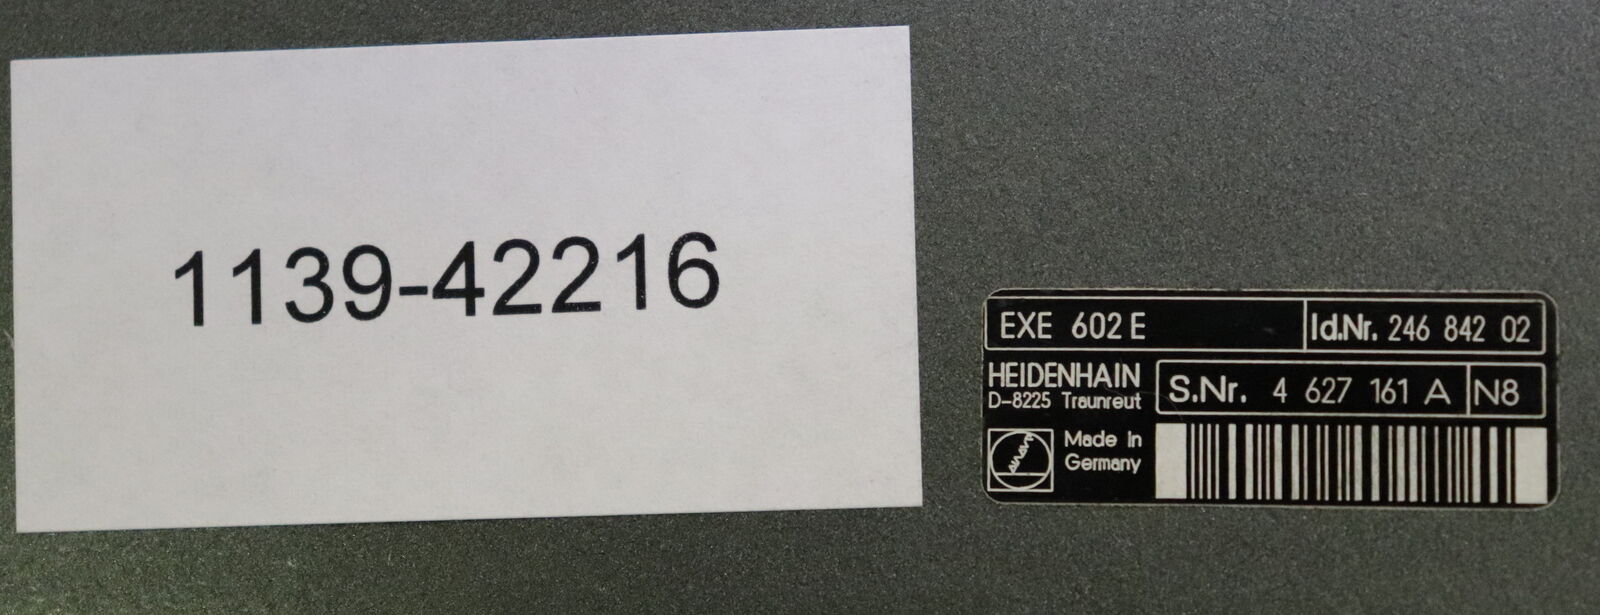 1139-42216
EXE 602 E
Id.Nr. 246 842 02
HEIDENHAIN
D-8225 Traunreut
S.Nr. 4 627 161 A N8
Made in
Germany